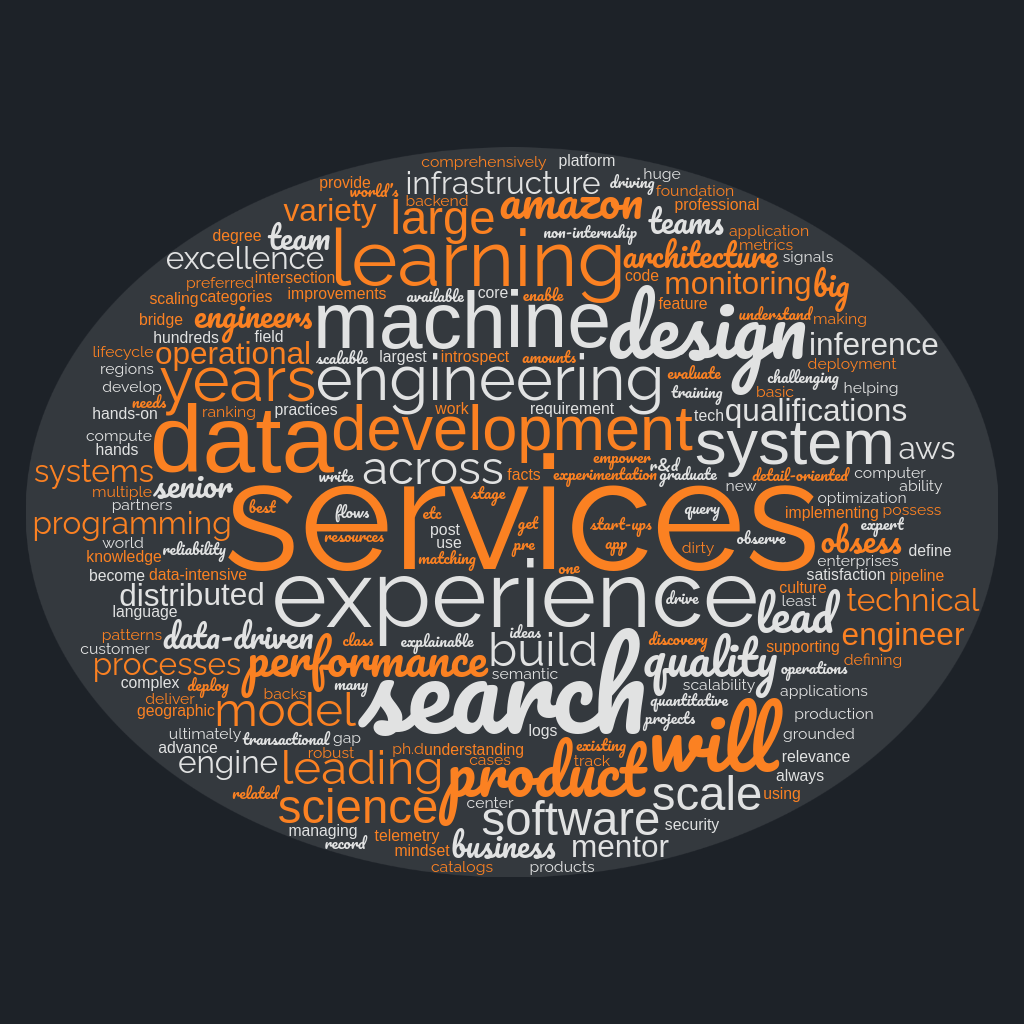 comprehensively platform
provide world's infrastructure driving huge foundation
variety backend large amazon teams professional
degree team learning non-internship architecture application metrics
excellence code monitoring signals big
preferred intersection
scaling categories improvements available core enable feature
bridge engineers machine design understand making
hundreds field inference
lifecycle operational scalable largest introspect amounts deployment
regions years engineering evaluate challenging
develop training basic helping
needs hands-on ranking practices work requirement tech qualifications
compute data development system aws
hands across empower r&d
systems write facts experimentation graduate detail-oriented computer
multiple senior stage new ability
partners best services optimization
programming flows etc get start-ups query implementing possess
world resources post pre app dirty observe expert
knowledge reliability use matching one obsess define
enterprises
become data-intensive satisfaction pipeline
distributed experience drive culture least technical
language lead
patterns data-driven class explainable ideas build discovery supporting engineer
customer quality
processes performance semantic operations defining
complex deploy many search scalability
deliver backs quantitative applications
geographic model projects production
ultimately transactional gap logs will grounded
advance robust ph.d understanding existing relevance
engine leading cases track always
related science product scale using
center
managing telemetry software security
record mindset business mentor
catalogs products